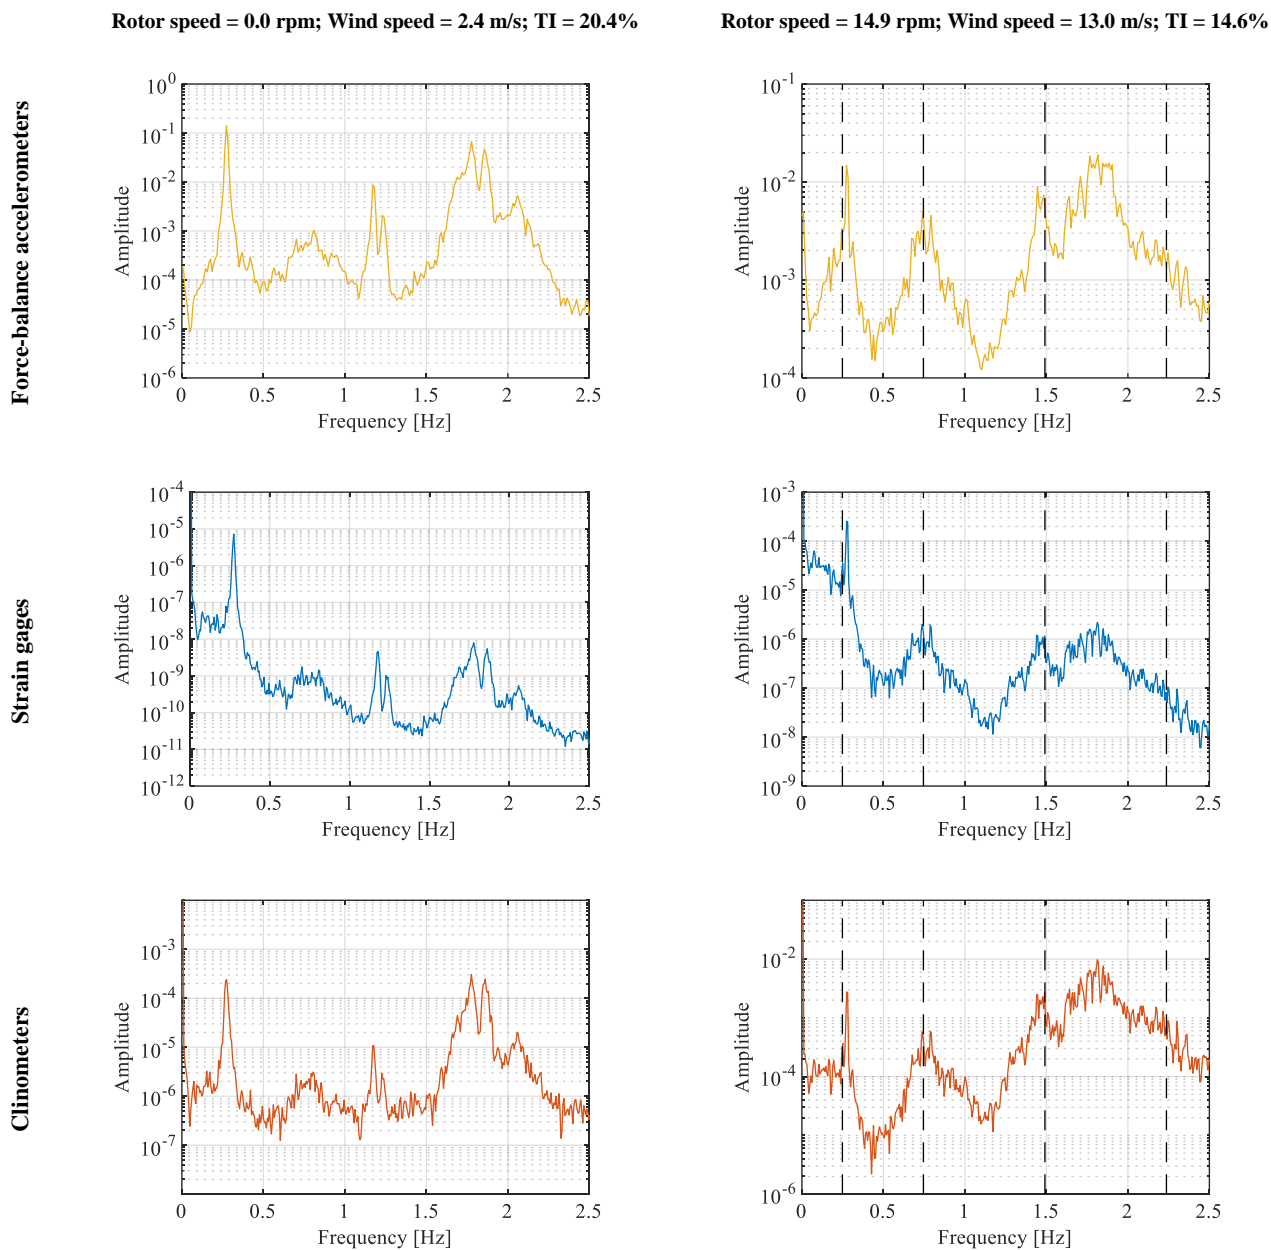 Rotor speed = 0.0 rpm; Wind speed = 2.4 m/s; TI = 20.4%
Rotor speed = 14.9 rpm; Wind speed = 13.0 m/s; TI = 14.6%
Force-balance accelerometers
Amplitude
10^0
10^-1
10^-2
10^-3
10^-4
10^-5
10^-6
0 0.5 1 1.5 2 2.5
Frequency [Hz]
Amplitude
10^-1
10^-2
10^-3
10^-4
0 0.5 1 1.5 2 2.5
Frequency [Hz]
Strain gages
Amplitude
10^-4
10^-5
10^-6
10^-7
10^-8
10^-9
10^-10
10^-11
10^-12
0 0.5 1 1.5 2 2.5
Frequency [Hz]
Amplitude
10^-3
10^-4
10^-5
10^-6
10^-7
10^-8
10^-9
0 0.5 1 1.5 2 2.5
Frequency [Hz]
Clinometers
Amplitude
10^-3
10^-4
10^-5
10^-6
10^-7
0 0.5 1 1.5 2 2.5
Frequency [Hz]
Amplitude
10^-2
10^-4
10^-6
0 0.5 1 1.5 2 2.5
Frequency [Hz]